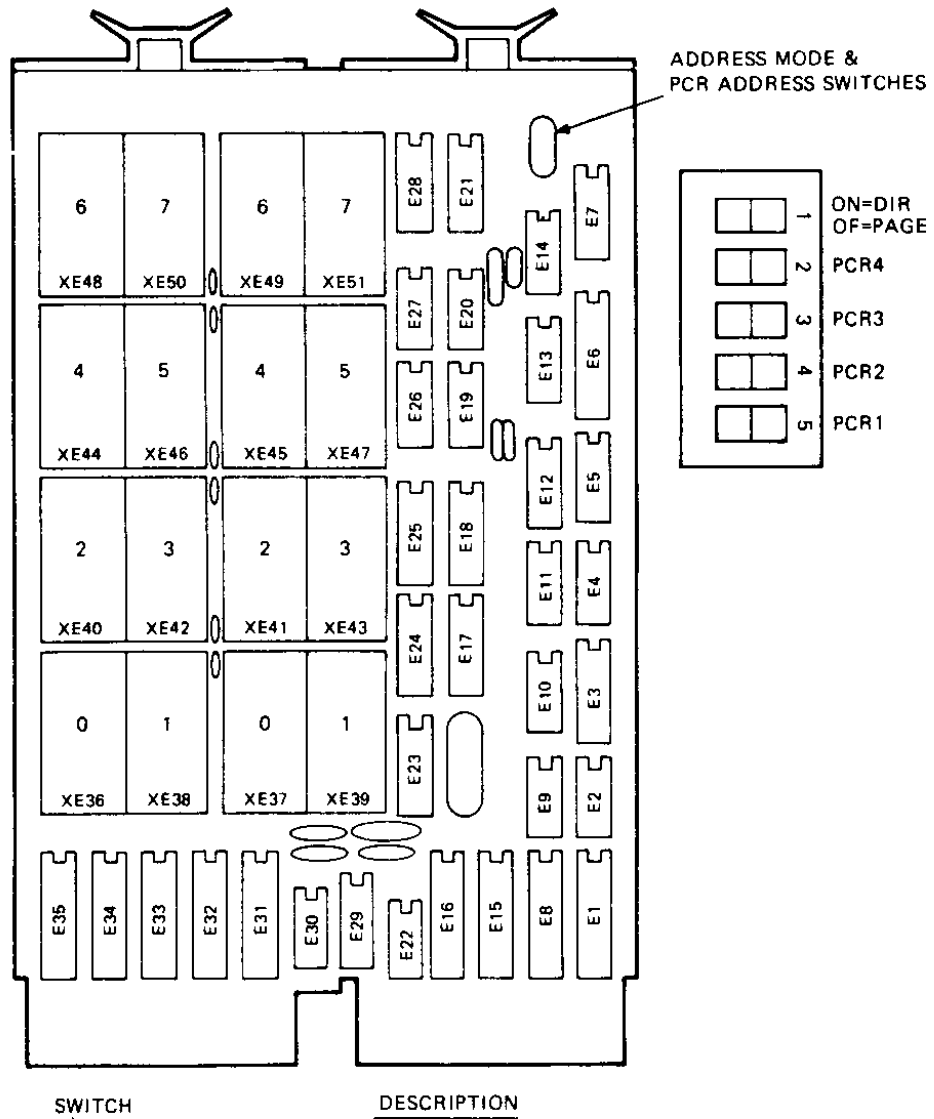 ADDRESS MODE &
PCR ADDRESS SWITCHES
1 ON=DIR
OF=PAGE
2 PCR4
3 PCR3
4 PCR2
5 PCR1
6 7 6 7
XE48 XE50 XE49 XE51
4 5 4 5
XE44 XE46 XE45 XE47
2 3 2 3
XE40 XE42 XE41 XE43
0 1 0 1
XE36 XE38 XE37 XE39
E28 E21 E7
E14
E27 E20
E13 E6
E26 E19
E12 E5
E25 E18
E11 E4
E24 E17
E10 E3
E23
E9 E2
E35 E34 E33 E32 E31 E30 E29 E22 E16 E15 E8 E1
SWITCH DESCRIPTION